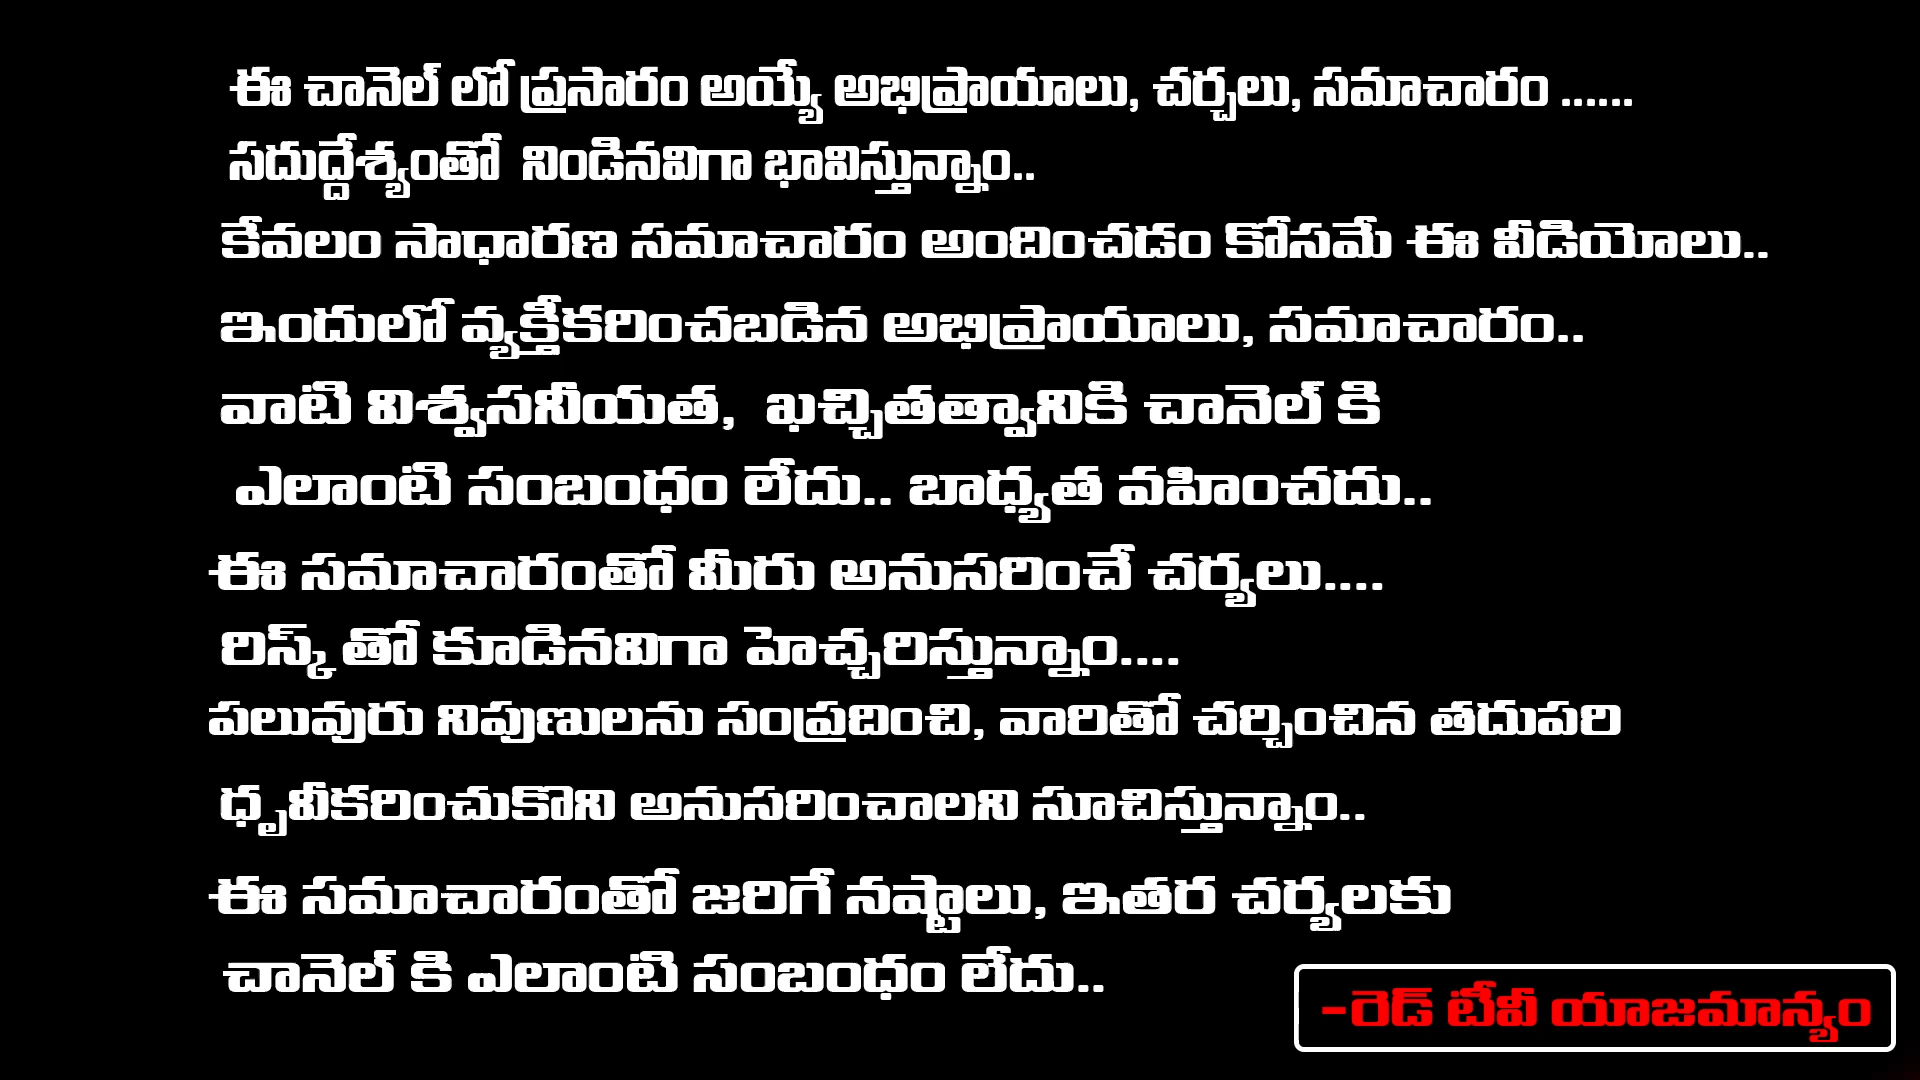 ఈ చానెల్ లో ప్రసారం అయ్యే అభిప్రాయాలు, చర్చలు, సమాచారం ......
సదుద్దేశ్యంతో నిండినవిగా భావిస్తున్నాం..
కేవలం సాధారణ సమాచారం అందించడం కోసమే ఈ వీడియోలు..
ఇందులో వ్యక్తీకరించబడిన అభిప్రాయాలు, సమాచారం..
వాటి విశ్వసనీయత, ఖచ్చితత్వానికి చానెల్ కి
ఎలాంటి సంబంధం లేదు.. బాధ్యత వహించదు..
ఈ సమాచారంతో మీరు అనుసరించే చర్యలు....
రిస్క్ తో కూడినవిగా హెచ్చరిస్తున్నాం....
పలువురు నిపుణులను సంప్రదించి, వారితో చర్చించిన తదుపరి
ధృవీకరించుకొని అనుసరించాలని సూచిస్తున్నాం..
ఈ సమాచారంతో జరిగే నష్టాలు, ఇతర చర్యలకు
చానెల్ కి ఎలాంటి సంబంధం లేదు..
-రెడ్ టీవీ యాజమాన్యం